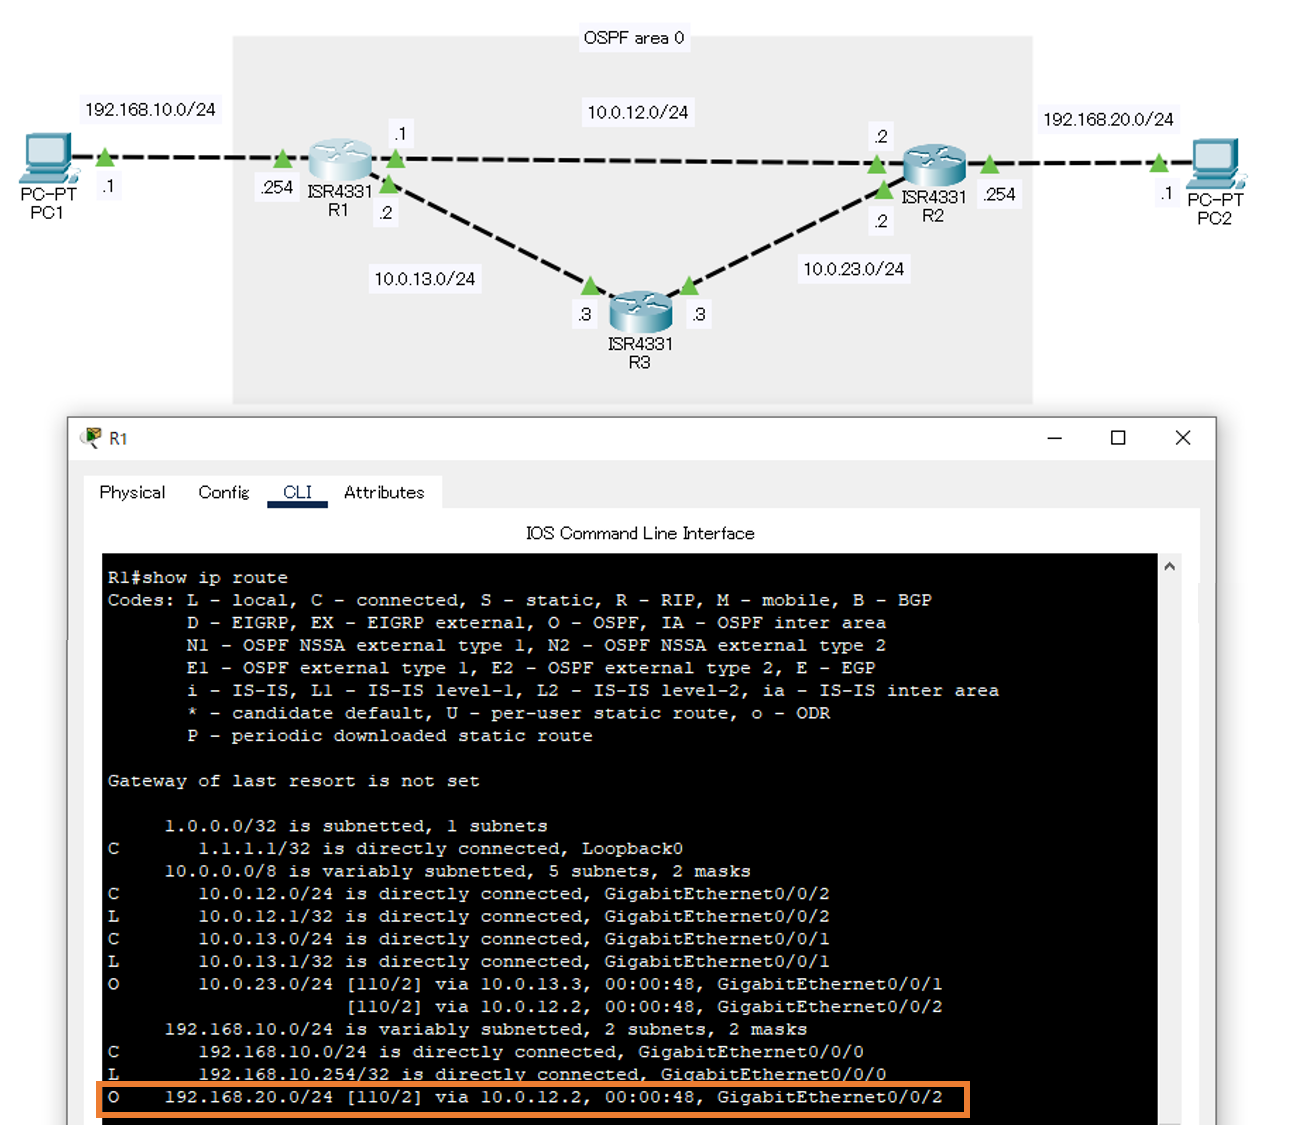 OSPF area 0
192.168.10.0/24
10.0.12.0/24
192.168.20.0/24
.1
.2
.1
.254
ISR4331
R1
.2
ISR4331
R2
.254
.1
PC-PT
PC1
PC-PT
PC2
.2
10.0.13.0/24
10.0.23.0/24
.3
.3
ISR4331
R3
R1
Physical Config CLI Attributes
IOS Command Line Interface
R1#show ip route
Codes: L - local, C - connected, S - static, R - RIP, M - mobile, B - BGP
D - EIGRP, EX - EIGRP external, O - OSPF, IA - OSPF inter area
N1 - OSPF NSSA external type 1, N2 - OSPF NSSA external type 2
E1 - OSPF external type 1, E2 - OSPF external type 2, E - EGP
i - IS-IS, L1 - IS-IS level-1, L2 - IS-IS level-2, ia - IS-IS inter area
* - candidate default, U - per-user static route, o - ODR
P - periodic downloaded static route
Gateway of last resort is not set
1.0.0.0/32 is subnetted, 1 subnets
C 1.1.1.1/32 is directly connected, Loopback0
10.0.0.0/8 is variably subnetted, 5 subnets, 2 masks
C 10.0.12.0/24 is directly connected, GigabitEthernet0/0/2
L 10.0.12.1/32 is directly connected, GigabitEthernet0/0/2
C 10.0.13.0/24 is directly connected, GigabitEthernet0/0/1
L 10.0.13.1/32 is directly connected, GigabitEthernet0/0/1
O 10.0.23.0/24 [110/2] via 10.0.13.3, 00:00:48, GigabitEthernet0/0/1
[110/2] via 10.0.12.2, 00:00:48, GigabitEthernet0/0/2
192.168.10.0/24 is variably subnetted, 2 subnets, 2 masks
C 192.168.10.0/24 is directly connected, GigabitEthernet0/0/0
L 192.168.10.254/32 is directly connected, GigabitEthernet0/0/0
O 192.168.20.0/24 [110/2] via 10.0.12.2, 00:00:48, GigabitEthernet0/0/2